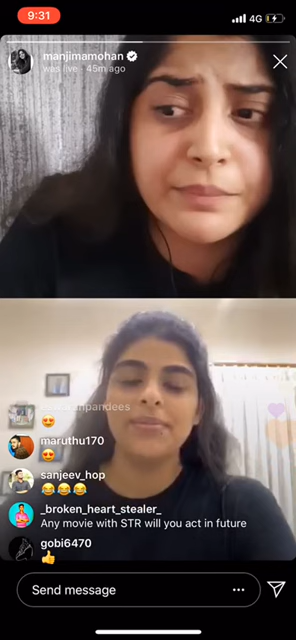 9:31
4G
manjimamohan
was live · 45m ago
pandees
maruthu170
sanjeev_hop
_broken_heart_stealer_
Any movie with STR will you act in future
gobi6470
Send message